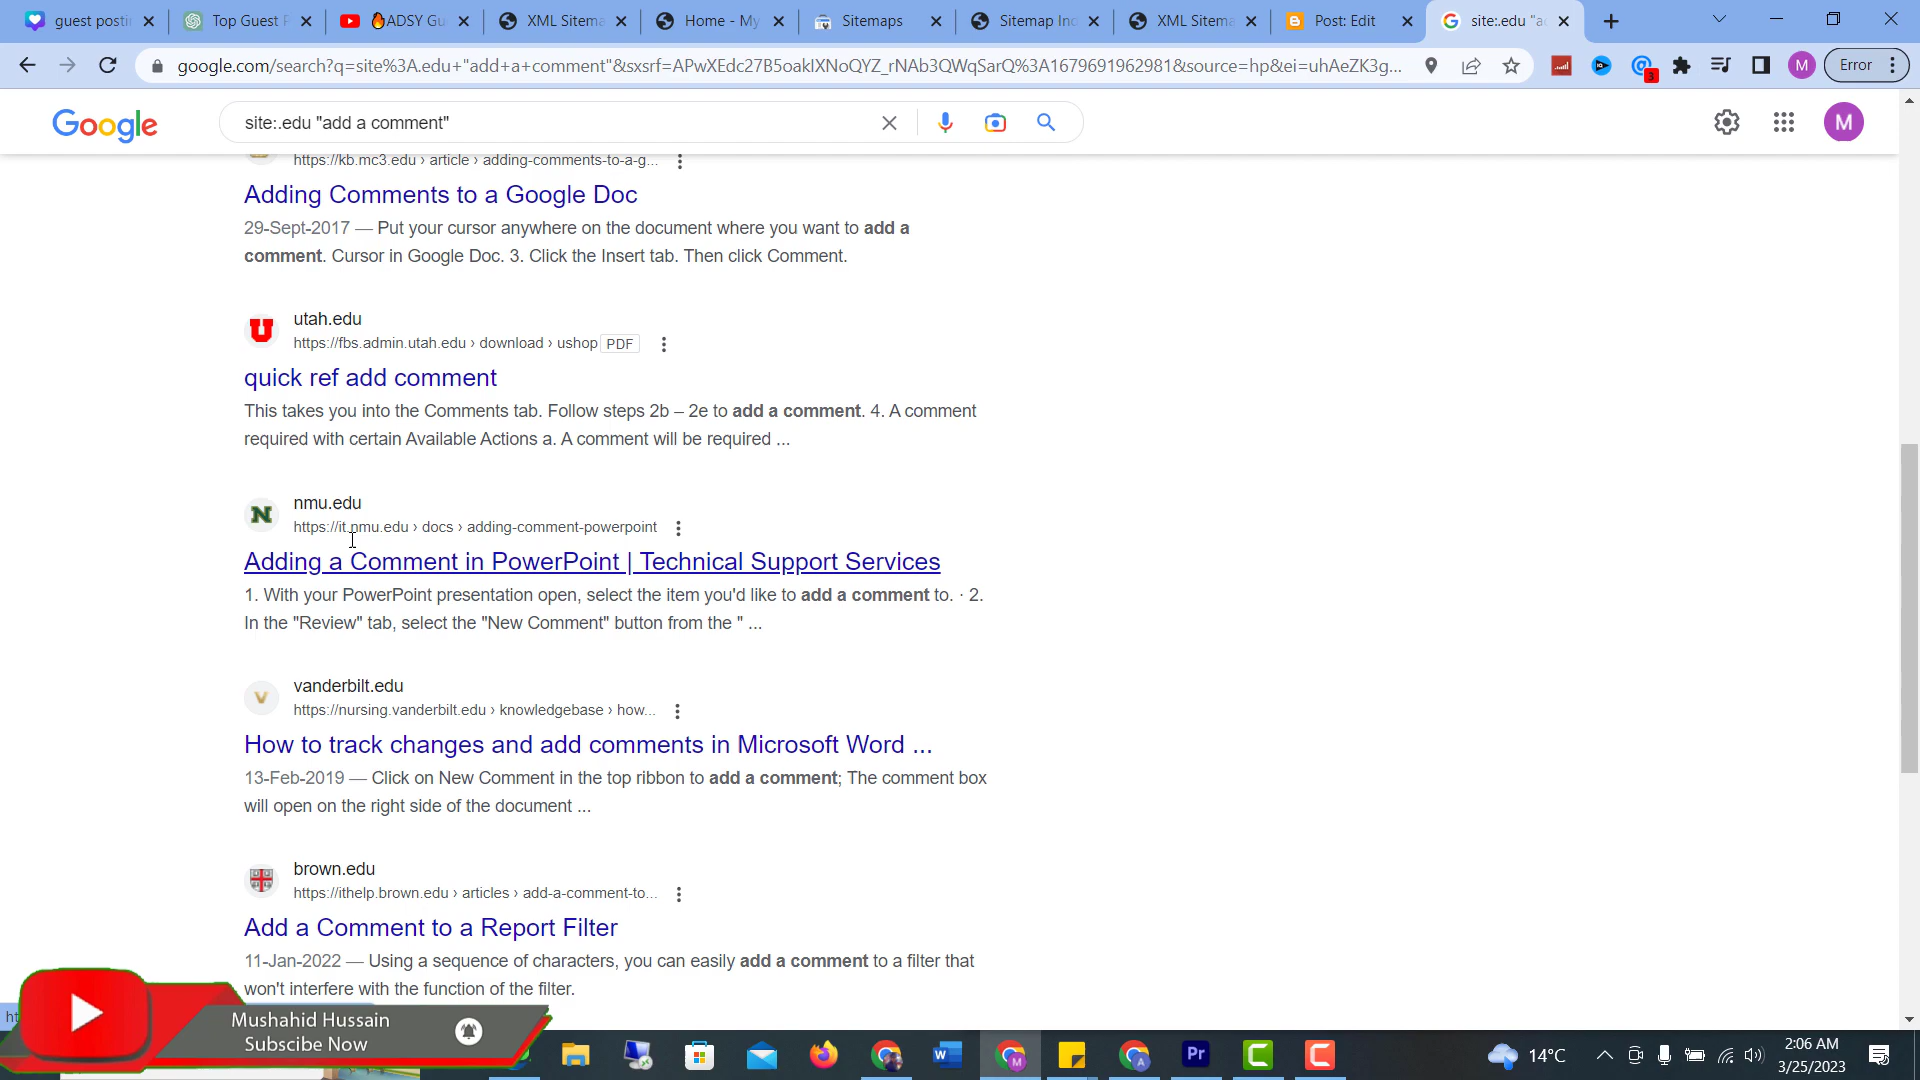 guest posti
Top Guest P
🔥ADSY Gu
XML Sitema
Home - My
Sitemaps
Sitemap Ind
XML Sitema
Post: Edit
site:.edu "a
google.com/search?q=site%3A.edu+"add+a+comment"&sxsrf=APwXEdc27B5oakIXNoQYZ_rNAb3QWqSarQ%3A1679691962981&source=hp&ei=uhAeZK3g...
3
M
Error
Google
site:.edu "add a comment"
M
https://kb.mc3.edu › article › adding-comments-to-a-g...
Adding Comments to a Google Doc
29-Sept-2017 — Put your cursor anywhere on the document where you want to add a
comment. Cursor in Google Doc. 3. Click the Insert tab. Then click Comment.
utah.edu
https://fbs.admin.utah.edu › download › ushop PDF
quick ref add comment
This takes you into the Comments tab. Follow steps 2b – 2e to add a comment. 4. A comment
required with certain Available Actions a. A comment will be required ...
N
nmu.edu
https://it.nmu.edu › docs › adding-comment-powerpoint
Adding a Comment in PowerPoint | Technical Support Services
1. With your PowerPoint presentation open, select the item you'd like to add a comment to. · 2.
In the "Review" tab, select the "New Comment" button from the " ...
V
vanderbilt.edu
https://nursing.vanderbilt.edu › knowledgebase › how...
How to track changes and add comments in Microsoft Word ...
13-Feb-2019 — Click on New Comment in the top ribbon to add a comment; The comment box
will open on the right side of the document ...
brown.edu
https://ithelp.brown.edu › articles › add-a-comment-to...
Add a Comment to a Report Filter
11-Jan-2022 — Using a sequence of characters, you can easily add a comment to a filter that
won't interfere with the function of the filter.
Mushahid Hussain
Subscibe Now
Pr
14°C
2:06 AM
3/25/2023